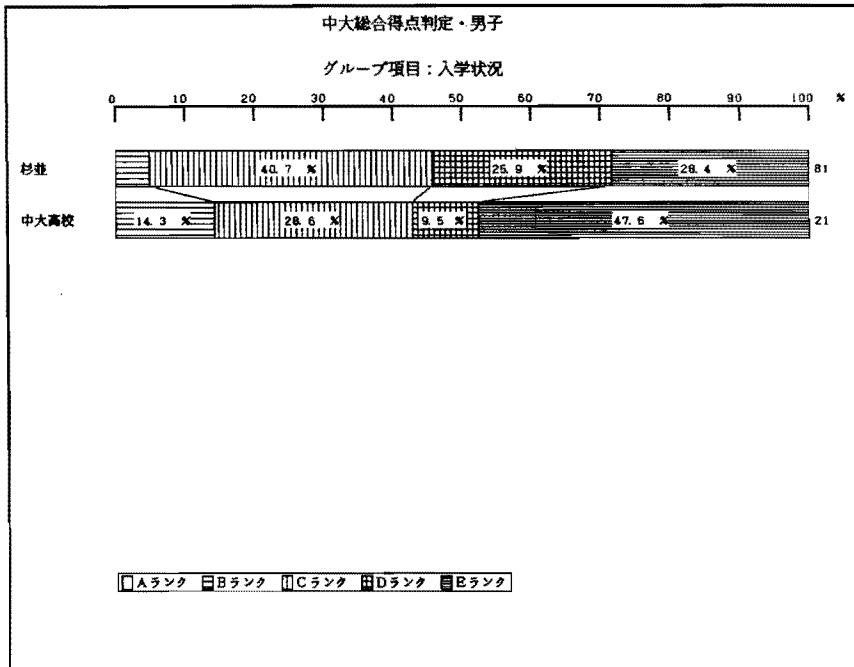 中大総合得点判定・男子
グループ項目：入学状況
0 10 20 30 40 50 60 70 80 90 100 %
杉並 40.7 % 25.9 % 28.4 % 81
中大高校 14.3 % 28.6 % 9.5 % 47.6 % 21
Aランク Bランク Cランク Dランク Eランク